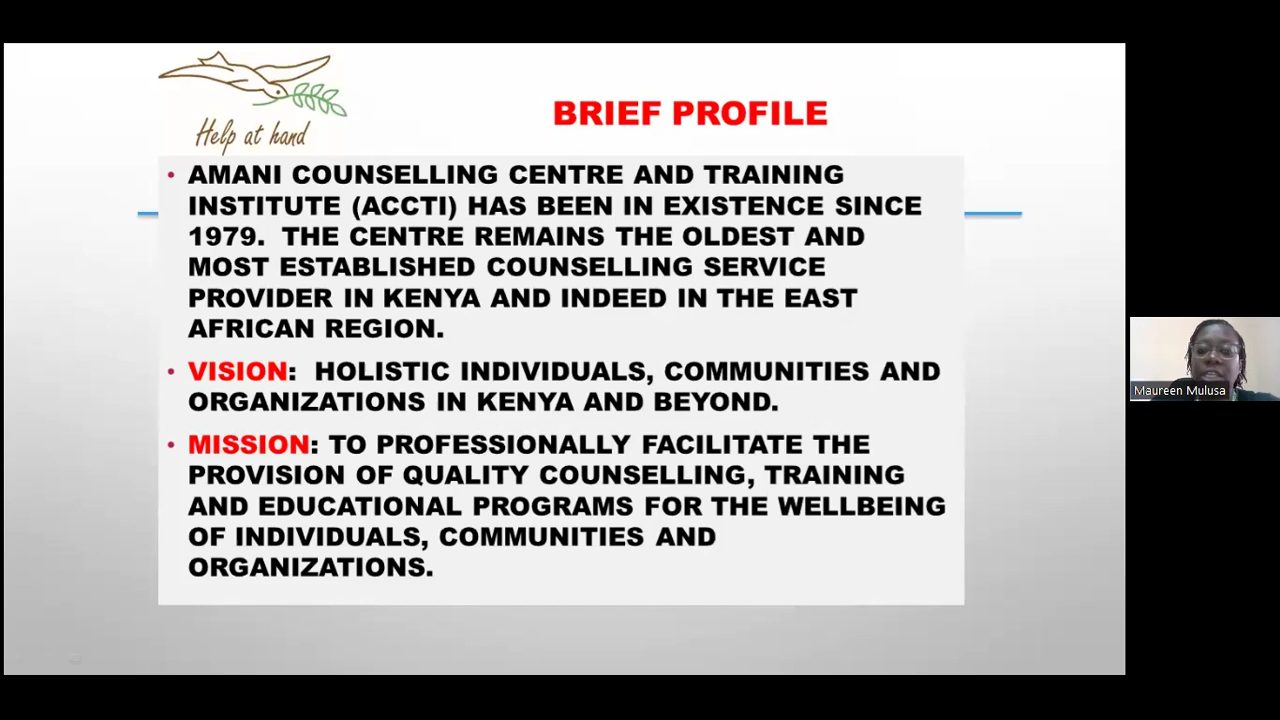 Help at hand
BRIEF PROFILE
• AMANI COUNSELLING CENTRE AND TRAINING
INSTITUTE (ACCTI) HAS BEEN IN EXISTENCE SINCE
1979.  THE CENTRE REMAINS THE OLDEST AND
MOST ESTABLISHED COUNSELLING SERVICE
PROVIDER IN KENYA AND INDEED IN THE EAST
AFRICAN REGION.
• VISION:  HOLISTIC INDIVIDUALS, COMMUNITIES AND
ORGANIZATIONS IN KENYA AND BEYOND.
• MISSION: TO PROFESSIONALLY FACILITATE THE
PROVISION OF QUALITY COUNSELLING, TRAINING
AND EDUCATIONAL PROGRAMS FOR THE WELLBEING
OF INDIVIDUALS, COMMUNITIES AND
ORGANIZATIONS.
Maureen Mulusa